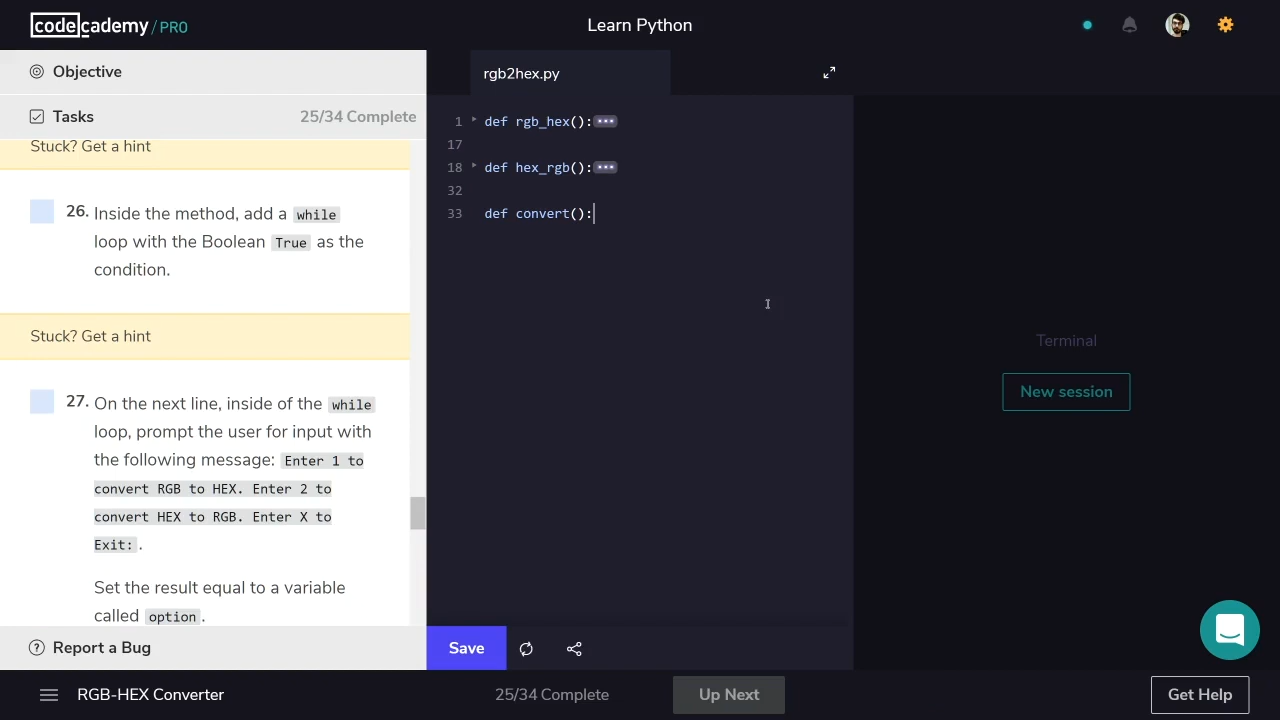 codecademy /PRO
Learn Python
Objective
rgb2hex.py
Tasks
25/34 Complete
Stuck? Get a hint
26. Inside the method, add a while
loop with the Boolean True as the
condition.
Stuck? Get a hint
27. On the next line, inside of the while
loop, prompt the user for input with
the following message: Enter 1 to
convert RGB to HEX. Enter 2 to
convert HEX to RGB. Enter X to
Exit: .
Set the result equal to a variable
called option .
Report a Bug
1 def rgb_hex():
17
18 def hex_rgb():
32
33 def convert():
Terminal
New session
Save
RGB-HEX Converter
25/34 Complete
Up Next
Get Help